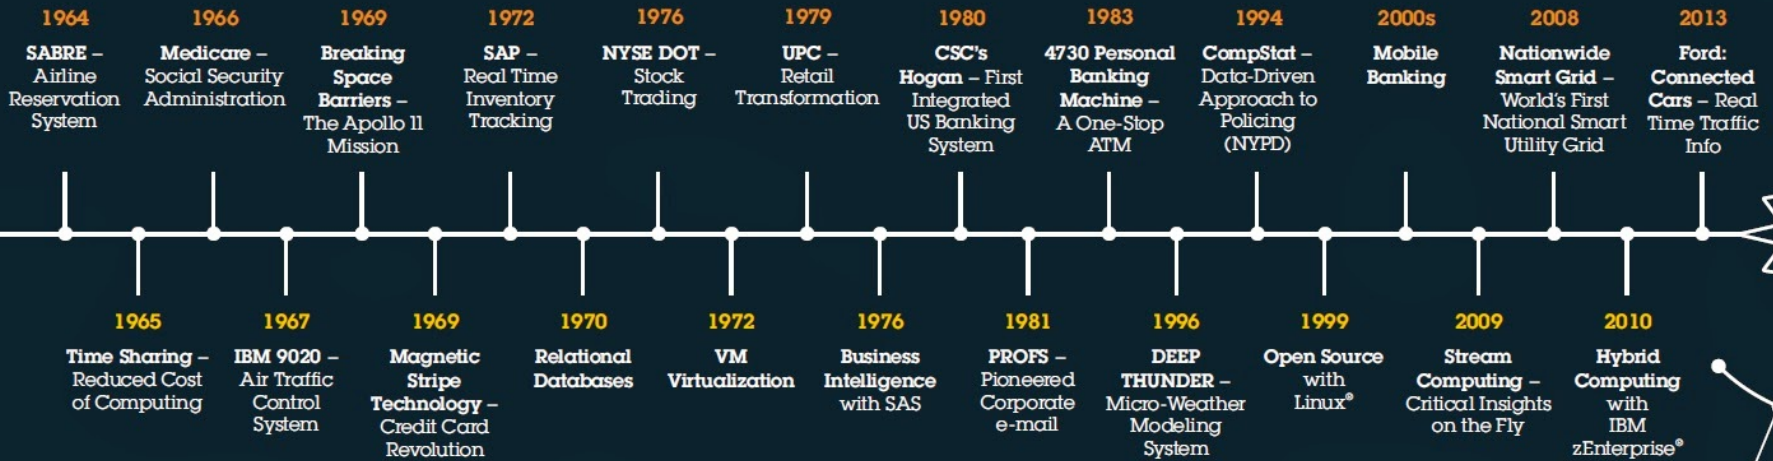 1964
SABRE –
Airline
Reservation
System
1966
Medicare –
Social Security
Administration
1969
Breaking
Space
Barriers –
The Apollo 11
Mission
1972
SAP –
Real Time
Inventory
Tracking
1976
NYSE DOT –
Stock
Trading
1979
UPC –
Retail
Transformation
1980
CSC's
Hogan – First
Integrated
US Banking
System
1983
4730 Personal
Banking
Machine –
A One-Stop
ATM
1994
CompStat –
Data-Driven
Approach to
Policing
(NYPD)
2000s
Mobile
Banking
2008
Nationwide
Smart Grid –
World's First
National Smart
Utility Grid
2013
Ford:
Connected
Cars – Real
Time Traffic
Info
1965
Time Sharing –
Reduced Cost
of Computing
1967
IBM 9020 –
Air Traffic
Control
System
1969
Magnetic
Stripe
Technology –
Credit Card
Revolution
1970
Relational
Databases
1972
VM
Virtualization
1976
Business
Intelligence
with SAS
1981
PROFS –
Pioneered
Corporate
e-mail
1996
DEEP
THUNDER –
Micro-Weather
Modeling
System
1999
Open Source
with
Linux®
2009
Stream
Computing –
Critical Insights
on the Fly
2010
Hybrid
Computing
with
IBM
zEnterprise®